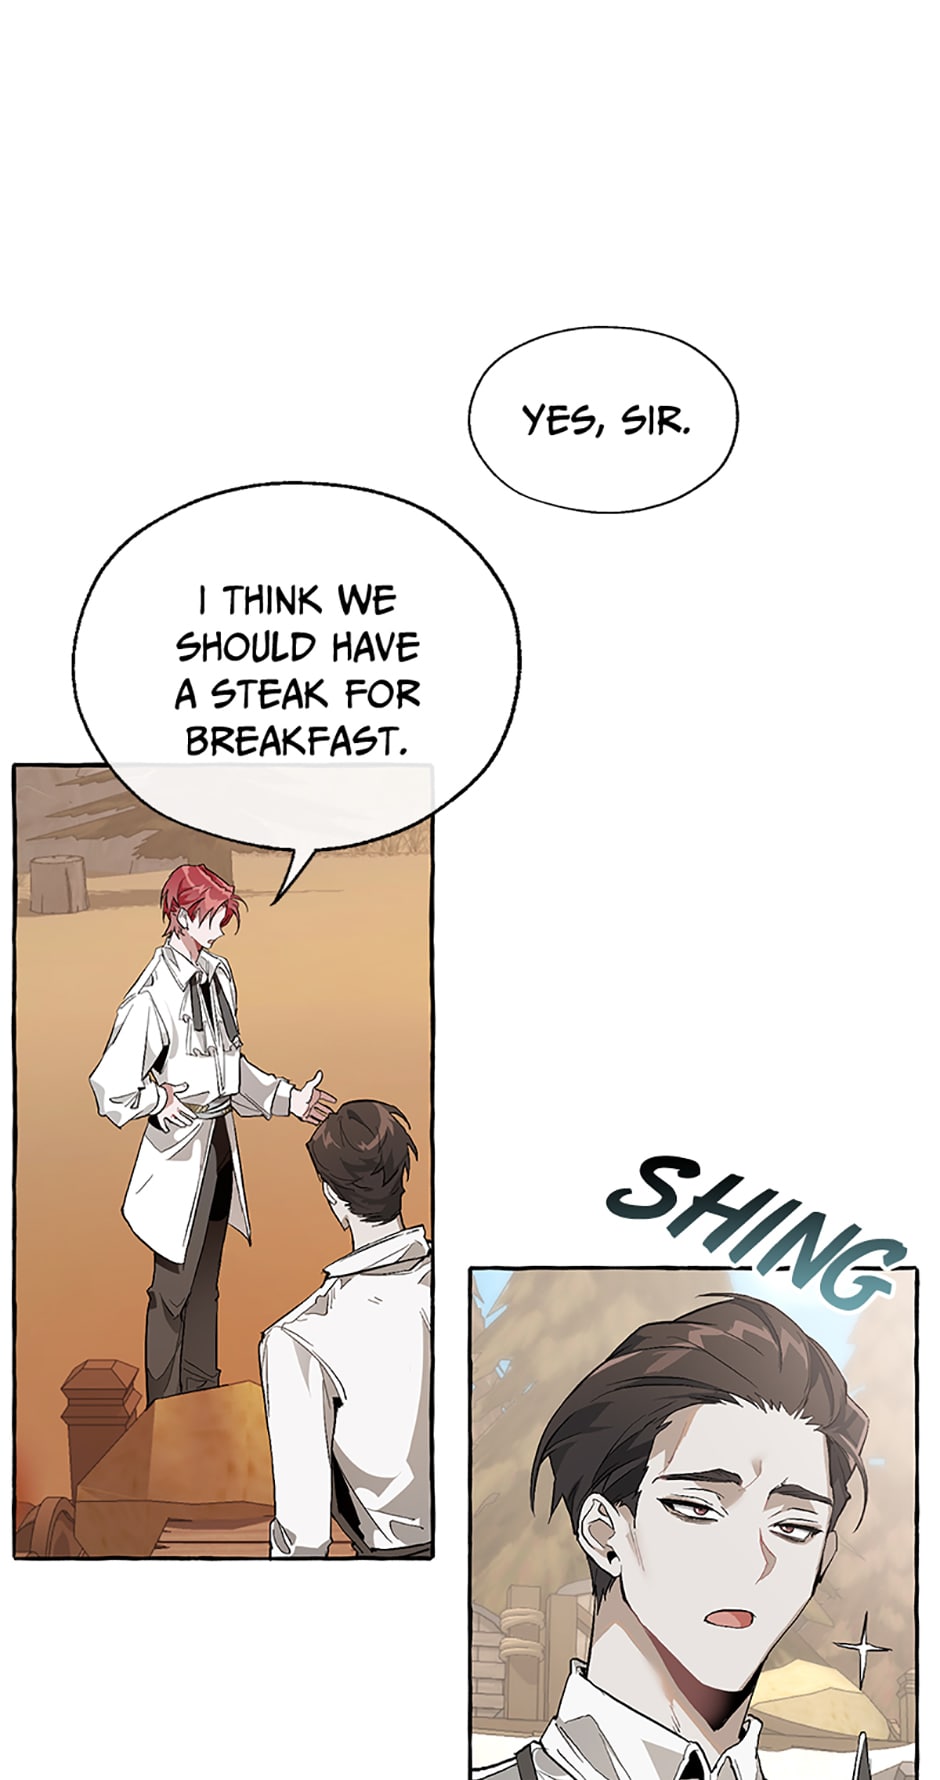 YES, SIR.
I THINK WE
SHOULD HAVE
A STEAK FOR
BREAKFAST.
SHING